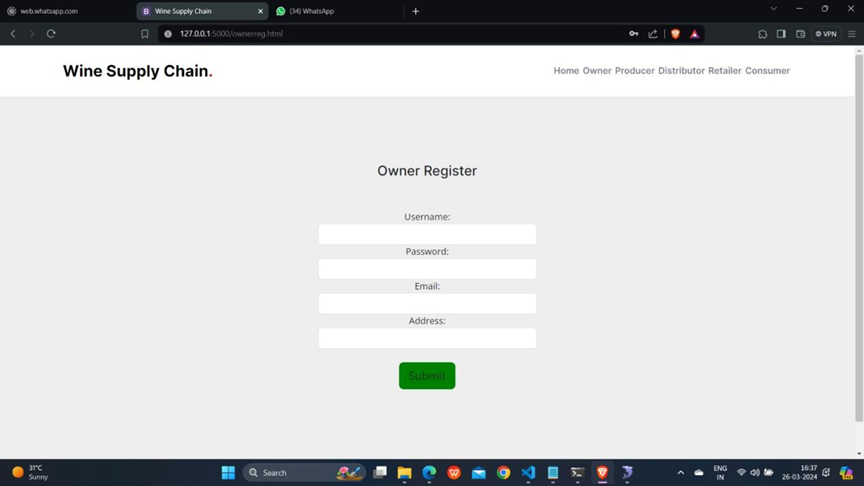 web.whatsapp.com
Wine Supply Chain
(34) WhatsApp
127.0.0.1:5000/ownerreg.html
VPN
Wine Supply Chain.
Home Owner Producer Distributor Retailer Consumer
Owner Register
Username:
Password:
Email:
Address:
Submit
31°C
Sunny
Search
ENG
IN
16:37
26-03-2024